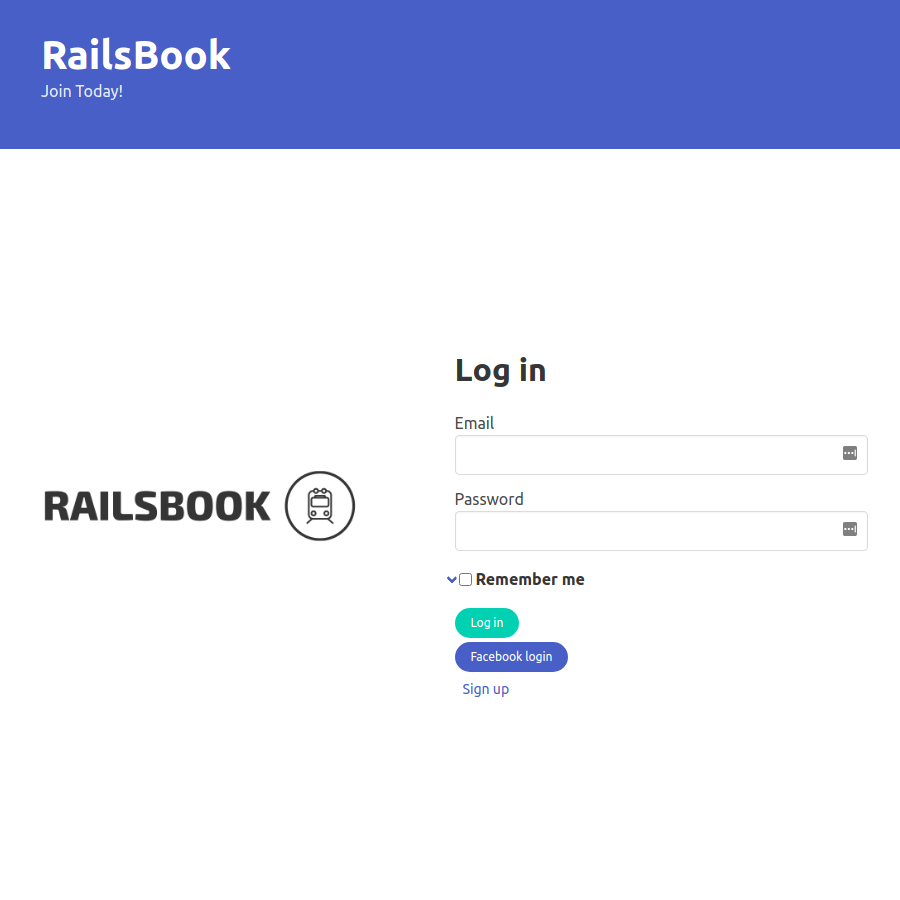 RailsBook
Join Today!
Log in
Email
RAILSBOOK
Password
Remember me
Log in
Facebook login
Sign up